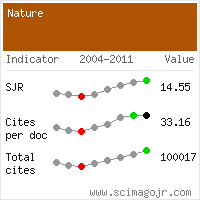 Nature
Indicator 2004-2011 Value
SJR 14.55
Cites per doc 33.16
Total cites 100017
www.scimagojr.com